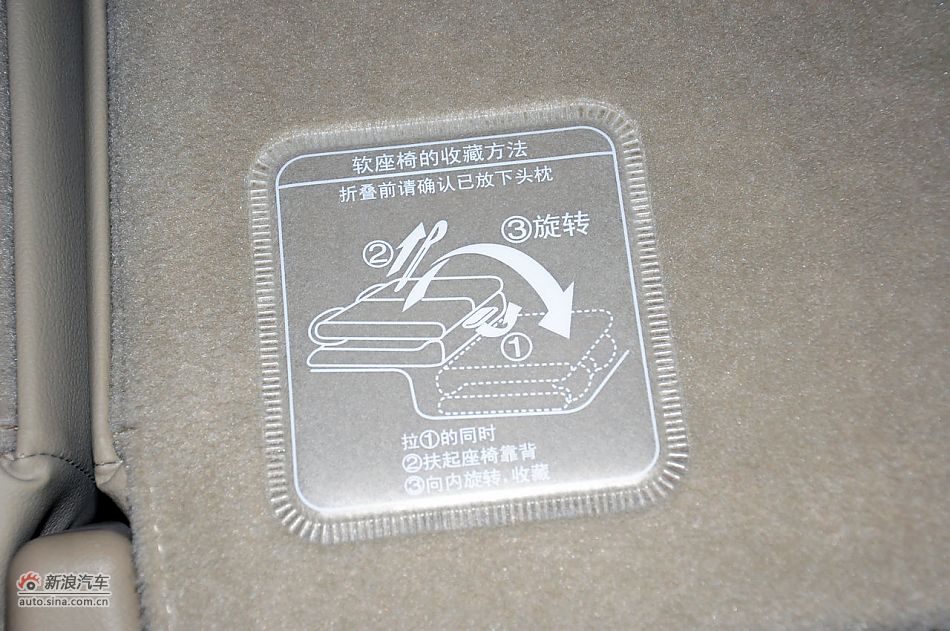 软座椅的收藏方法
折叠前请确认已放下头枕
③旋转
②
①
拉①的同时
②扶起座椅靠背
③向内旋转.收藏
新浪汽车
auto.sina.com.cn